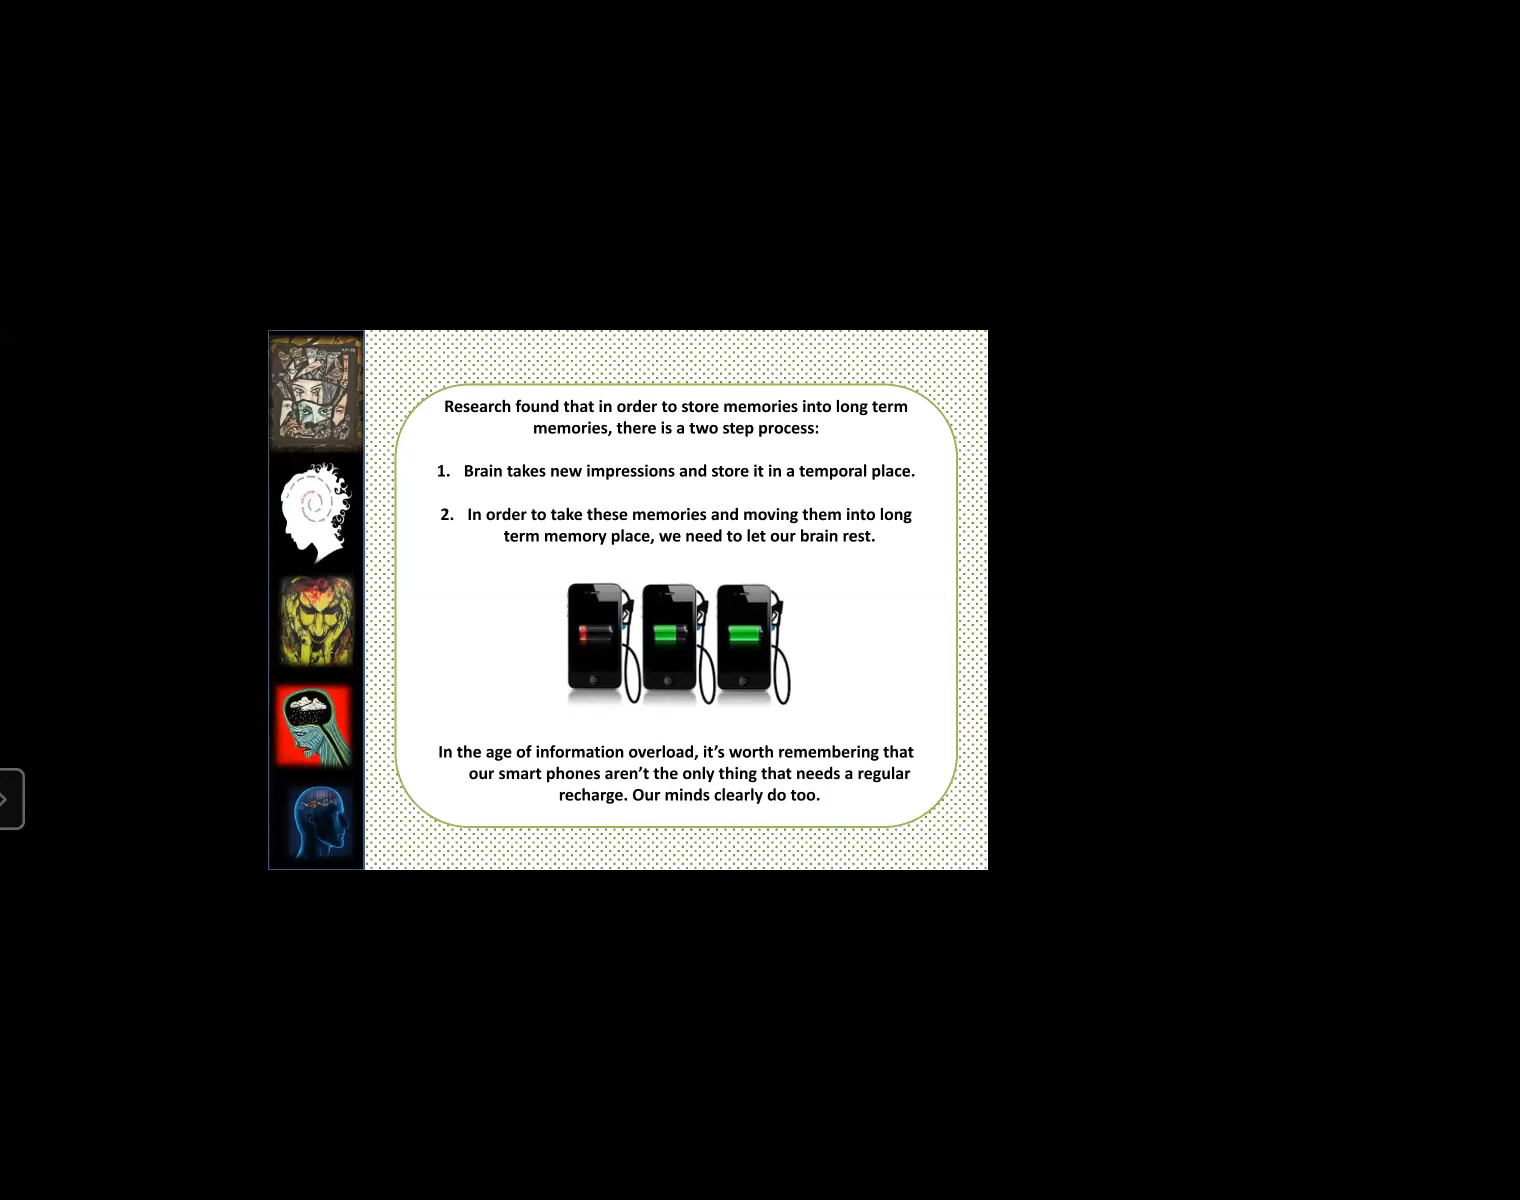 Research found that in order to store memories into long term
memories, there is a two step process:
1. Brain takes new impressions and store it in a temporal place.
2. In order to take these memories and moving them into long
term memory place, we need to let our brain rest.
In the age of information overload, it’s worth remembering that
our smart phones aren’t the only thing that needs a regular
recharge. Our minds clearly do too.